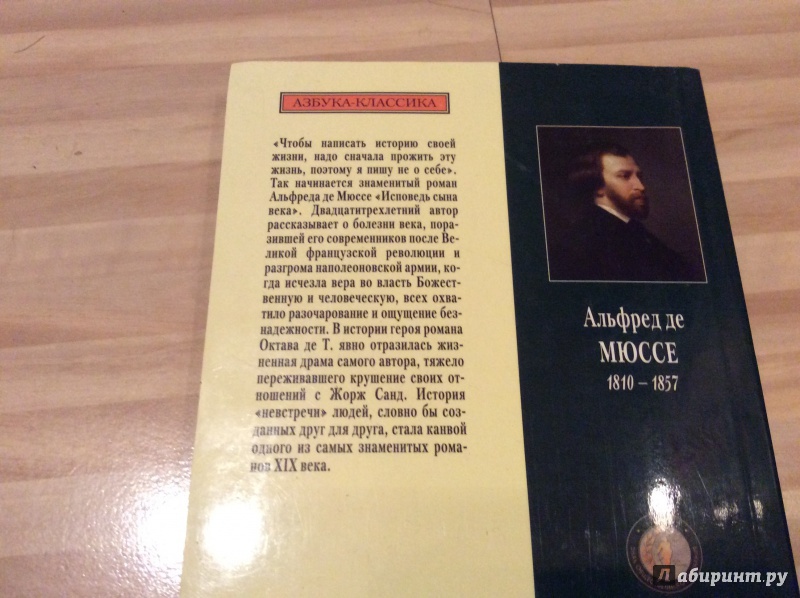 АЗБУКА-КЛАССИКА
«Чтобы написать историю своей
жизни, надо сначала прожить эту
жизнь, поэтому я пишу не о себе».
Так начинается знаменитый роман
Альфреда де Мюссе «Исповедь сына
века». Двадцатитрехлетний автор
рассказывает о болезни века, пора-
зившей его современников после Ве-
ликой французской революции и
разгрома наполеоновской армии, ко-
гда исчезла вера во власть Божест-
венную и человеческую, всех охва-
тило разочарование и ощущение без-
надежности. В истории героя романа
Октава де Т. явно отразилась жиз-
ненная драма самого автора, тяжело
переживавшего крушение своих от-
ношений с Жорж Санд. История
«невстречи» людей, словно бы соз-
данных друг для друга, стала канвой
одного из самых знаменитых рома-
нов XIX века.
Альфред де
МЮССЕ
1810 – 1857
Лабиринт.ру